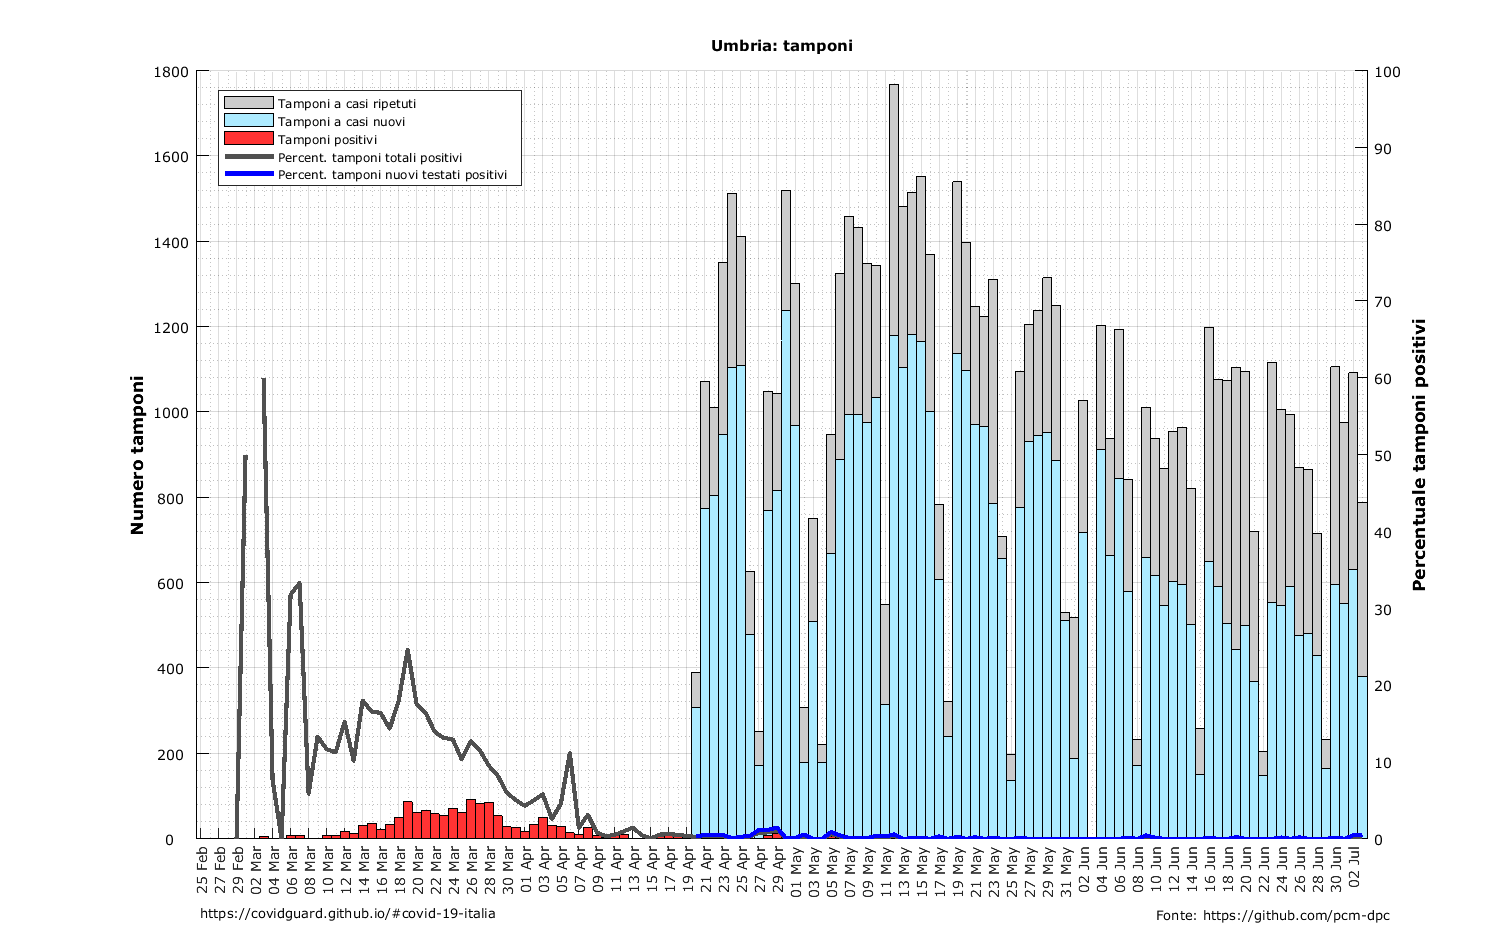 Umbria: tamponi
Tamponi a casi ripetuti
Tamponi a casi nuovi
Tamponi positivi
Percent. tamponi totali positivi
Percent. tamponi nuovi testati positivi
Numero tamponi
1800
1600
1400
1200
1000
800
600
400
200
0
Percentuale tamponi positivi
100
90
80
70
60
50
40
30
20
10
0
25 Feb
27 Feb
29 Feb
02 Mar
04 Mar
06 Mar
08 Mar
10 Mar
12 Mar
14 Mar
16 Mar
18 Mar
20 Mar
22 Mar
24 Mar
26 Mar
28 Mar
30 Mar
01 Apr
03 Apr
05 Apr
07 Apr
09 Apr
11 Apr
13 Apr
15 Apr
17 Apr
19 Apr
21 Apr
23 Apr
25 Apr
27 Apr
29 Apr
01 May
03 May
05 May
07 May
09 May
11 May
13 May
15 May
17 May
19 May
21 May
23 May
25 May
27 May
29 May
31 May
02 Jun
04 Jun
06 Jun
08 Jun
10 Jun
12 Jun
14 Jun
16 Jun
18 Jun
20 Jun
22 Jun
24 Jun
26 Jun
28 Jun
30 Jun
02 Jul
https://covidguard.github.io/#covid-19-italia
Fonte: https://github.com/pcm-dpc